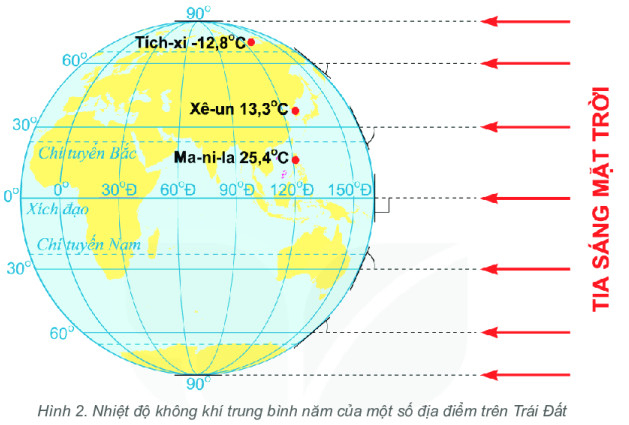 90°
Tích-xi -12,8°C
60°
Xê-un 13,3°C
30°
Chí tuyến Bắc
Ma-ni-la 25,4°C
0° 0° 30°Đ 60°Đ 90°Đ 120°Đ 150°Đ
Xích đạo
Chí tuyến Nam
30°
60°
90°
TIA SÁNG MẶT TRỜI
Hình 2. Nhiệt độ không khí trung bình năm của một số địa điểm trên Trái Đất